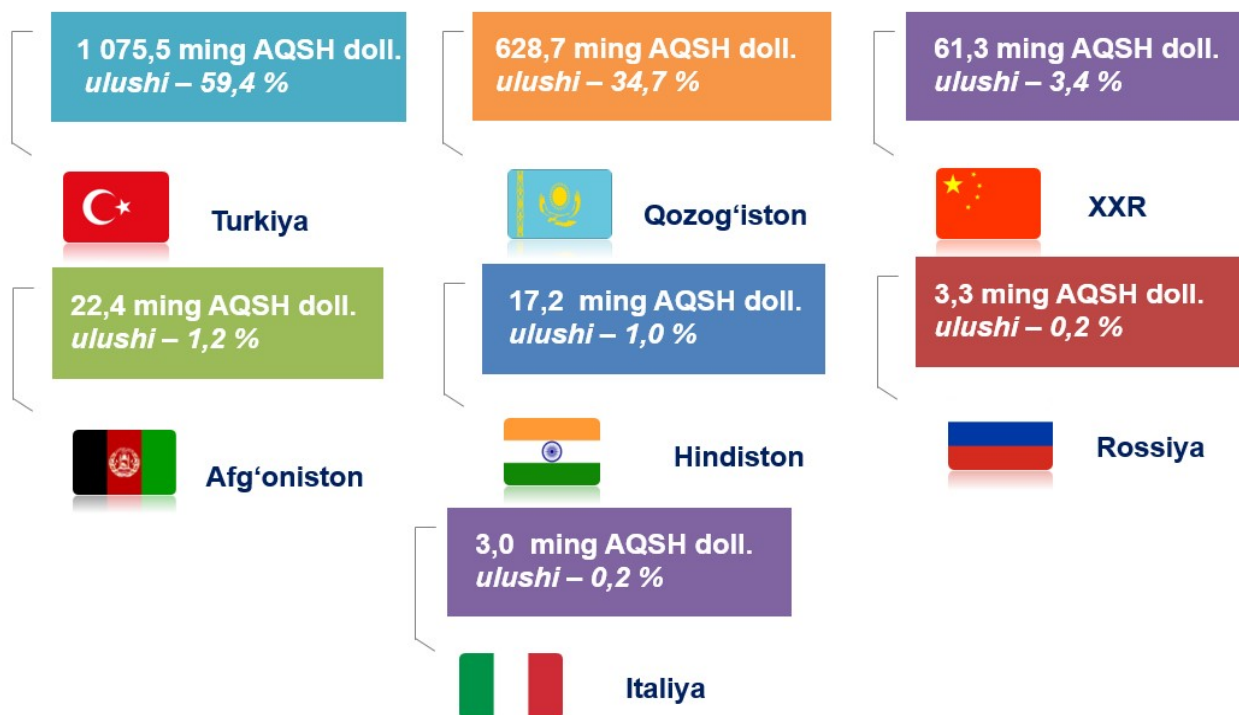 1 075,5 ming AQSH doll.
ulushi – 59,4 %
Turkiya
628,7 ming AQSH doll.
ulushi – 34,7 %
Qozog‘iston
61,3 ming AQSH doll.
ulushi – 3,4 %
XXR
22,4 ming AQSH doll.
ulushi – 1,2 %
Afg‘oniston
17,2 ming AQSH doll.
ulushi – 1,0 %
Hindiston
3,3 ming AQSH doll.
ulushi – 0,2 %
Rossiya
3,0 ming AQSH doll.
ulushi – 0,2 %
Italiya